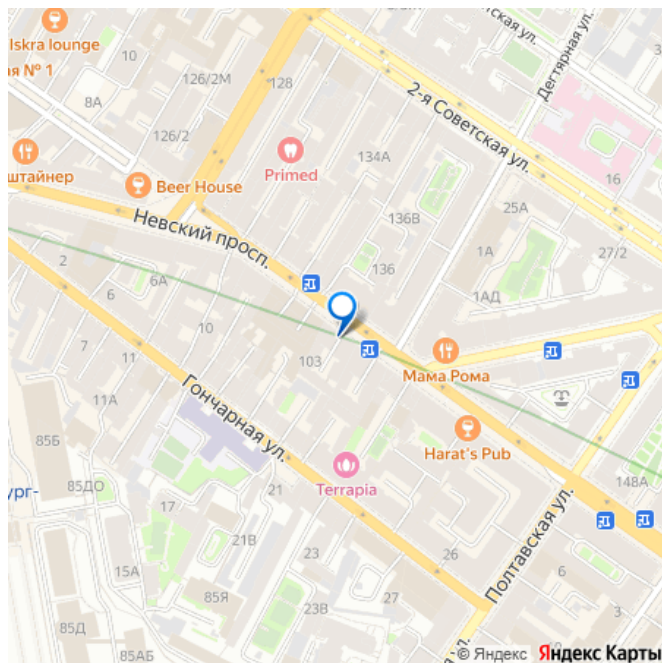 Iskra lounge
ая № 1
10
126/2М
128
8А
126/2
2-я Советская ул.
Дегтярная ул.
16
штайнер
Beer House
Primed
134А
Невский просп.
136В
136
25А
1А
27/2
1АД
2
6
6А
10
7
11
103
Мама Рома
Гончарная ул.
11А
85Б
85ДО
Harat's Pub
Terrapia
148А
ург-
17
21
21В
23
26
Полтавская ул.
15А
85Я
23В
27
6
85Д
85АБ
ул.
© Яндекс Яндекс Карты